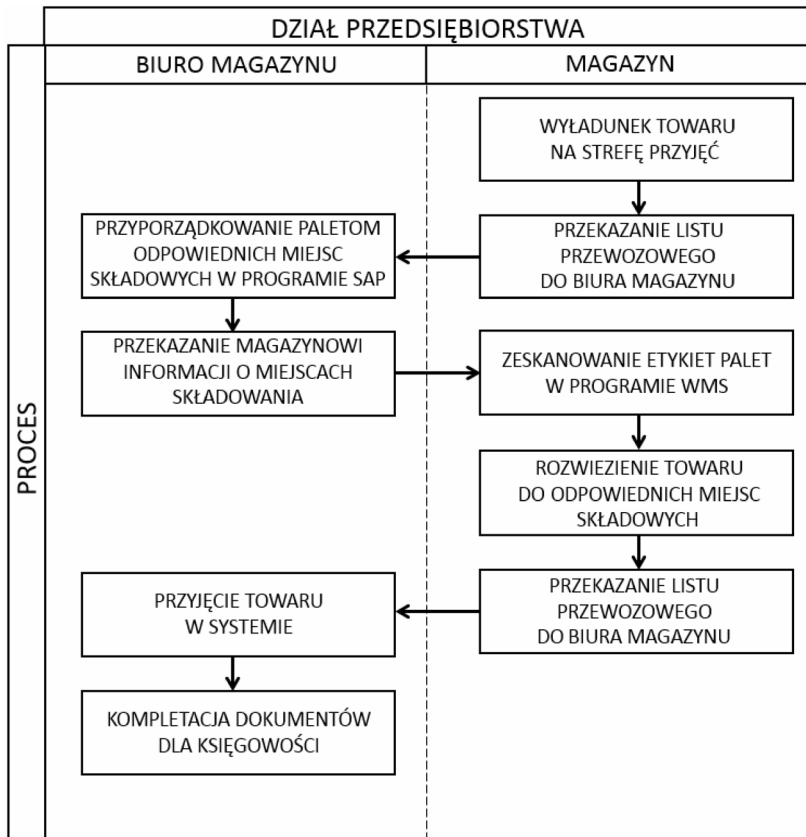 DZIAŁ PRZEDSIĘBIORSTWA
BIURO MAGAZYNU
MAGAZYN
PROCES
WYŁADUNEK TOWARU
NA STREFĘ PRZYJĘĆ
PRZEKAZANIE LISTU
PRZEWOZOWEGO
DO BIURA MAGAZYNU
PRZYPORZĄDKOWANIE PALETOM
ODPOWIEDNICH MIEJSC
SKŁADOWYCH W PROGRAMIE SAP
PRZEKAZANIE MAGAZYNOWI
INFORMACJI O MIEJSCACH
SKŁADOWANIA
ZESKANOWANIE ETYKIET PALET
W PROGRAMIE WMS
ROZWIEZIENIE TOWARU
DO ODPOWIEDNICH MIEJSC
SKŁADOWYCH
PRZEKAZANIE LISTU
PRZEWOZOWEGO
DO BIURA MAGAZYNU
PRZYJĘCIE TOWARU
W SYSTEMIE
KOMPLETACJA DOKUMENTÓW
DLA KSIĘGOWOŚCI